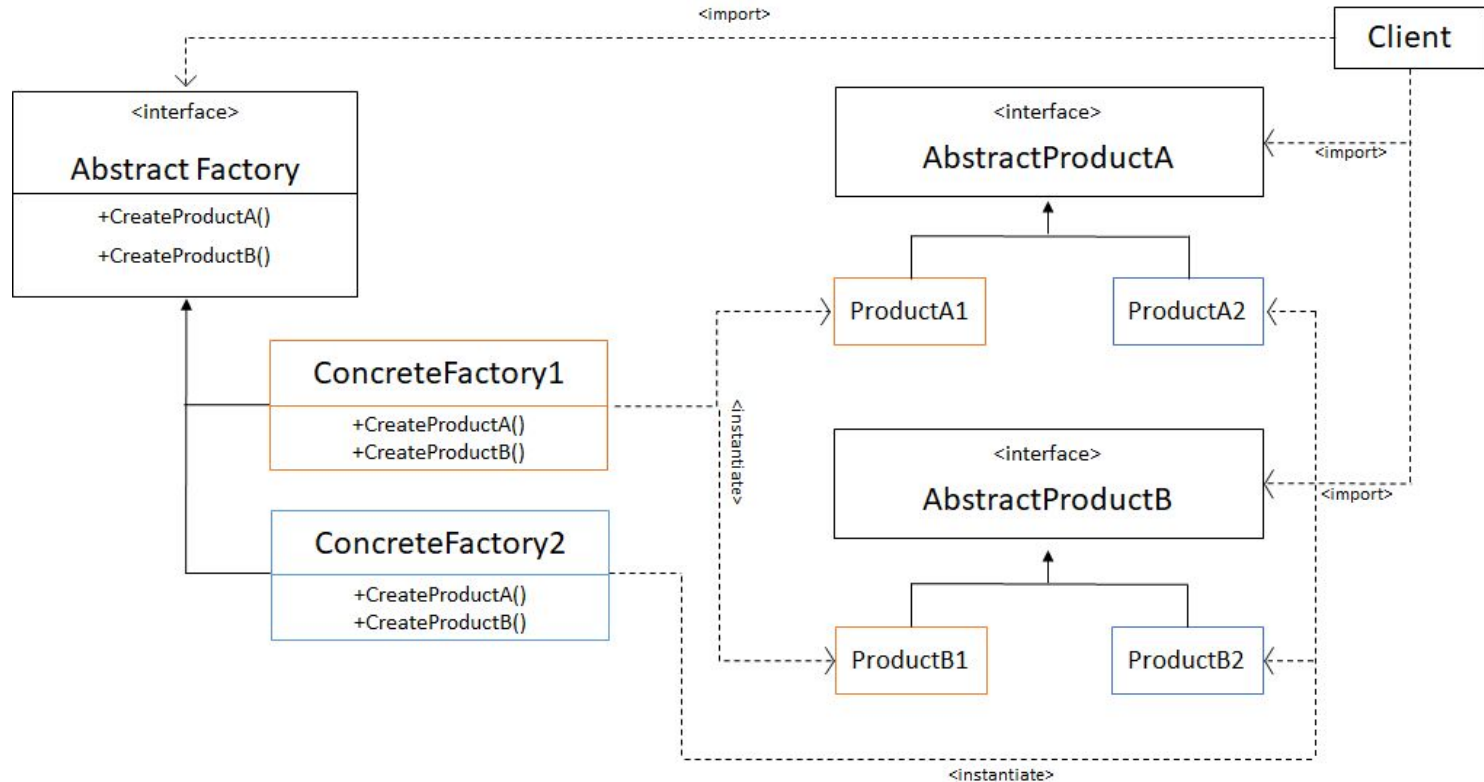 <import>
Client
<interface>
Abstract Factory
+CreateProductA()
+CreateProductB()
<interface>
AbstractProductA
<import>
ProductA1
ProductA2
ConcreteFactory1
+CreateProductA()
+CreateProductB()
<instantiate>
<interface>
AbstractProductB
<import>
ConcreteFactory2
+CreateProductA()
+CreateProductB()
ProductB1
ProductB2
<instantiate>